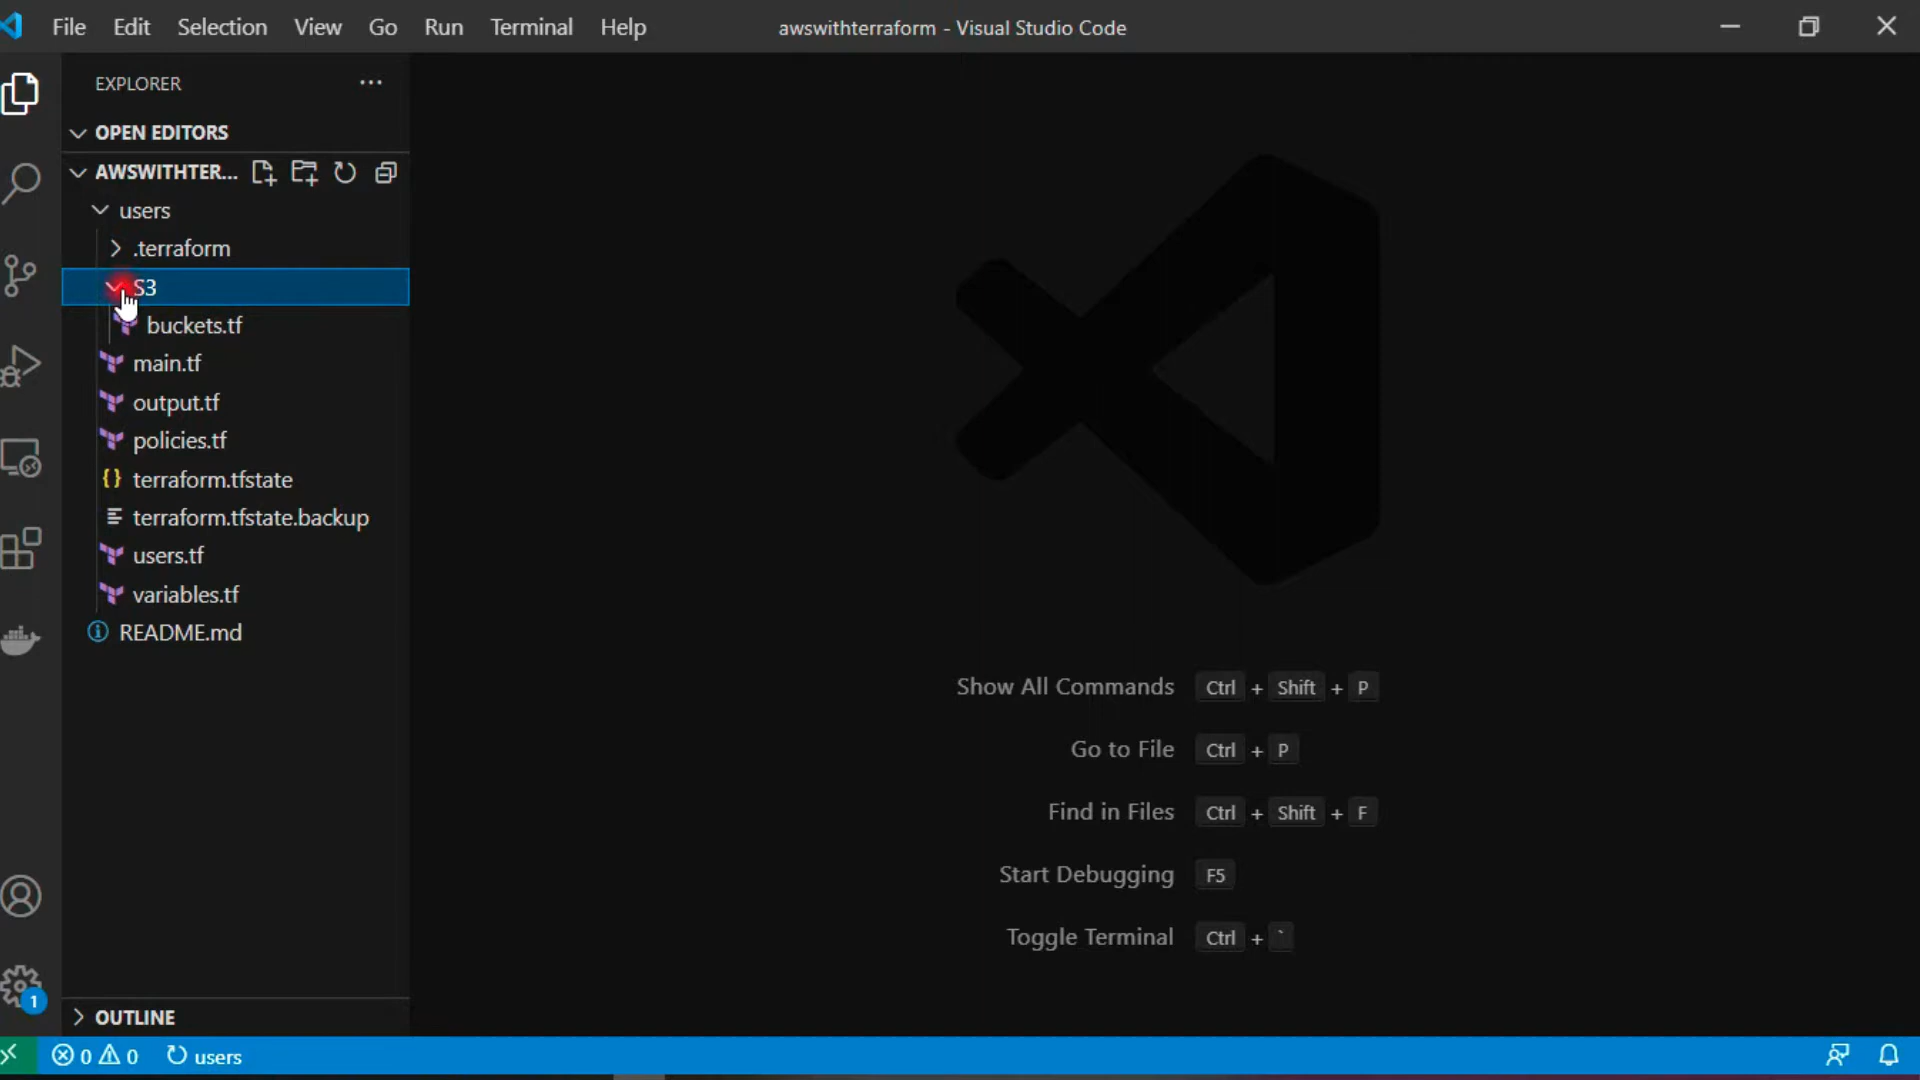 File Edit Selection View Go Run Terminal Help awswithterraform - Visual Studio Code
EXPLORER
OPEN EDITORS
AWSWITHTER...
users
.terraform
S3
buckets.tf
main.tf
output.tf
policies.tf
{} terraform.tfstate
terraform.tfstate.backup
users.tf
variables.tf
README.md
Show All Commands Ctrl + Shift + P
Go to File Ctrl + P
Find in Files Ctrl + Shift + F
Start Debugging F5
Toggle Terminal Ctrl + `
1
OUTLINE
0 0 users